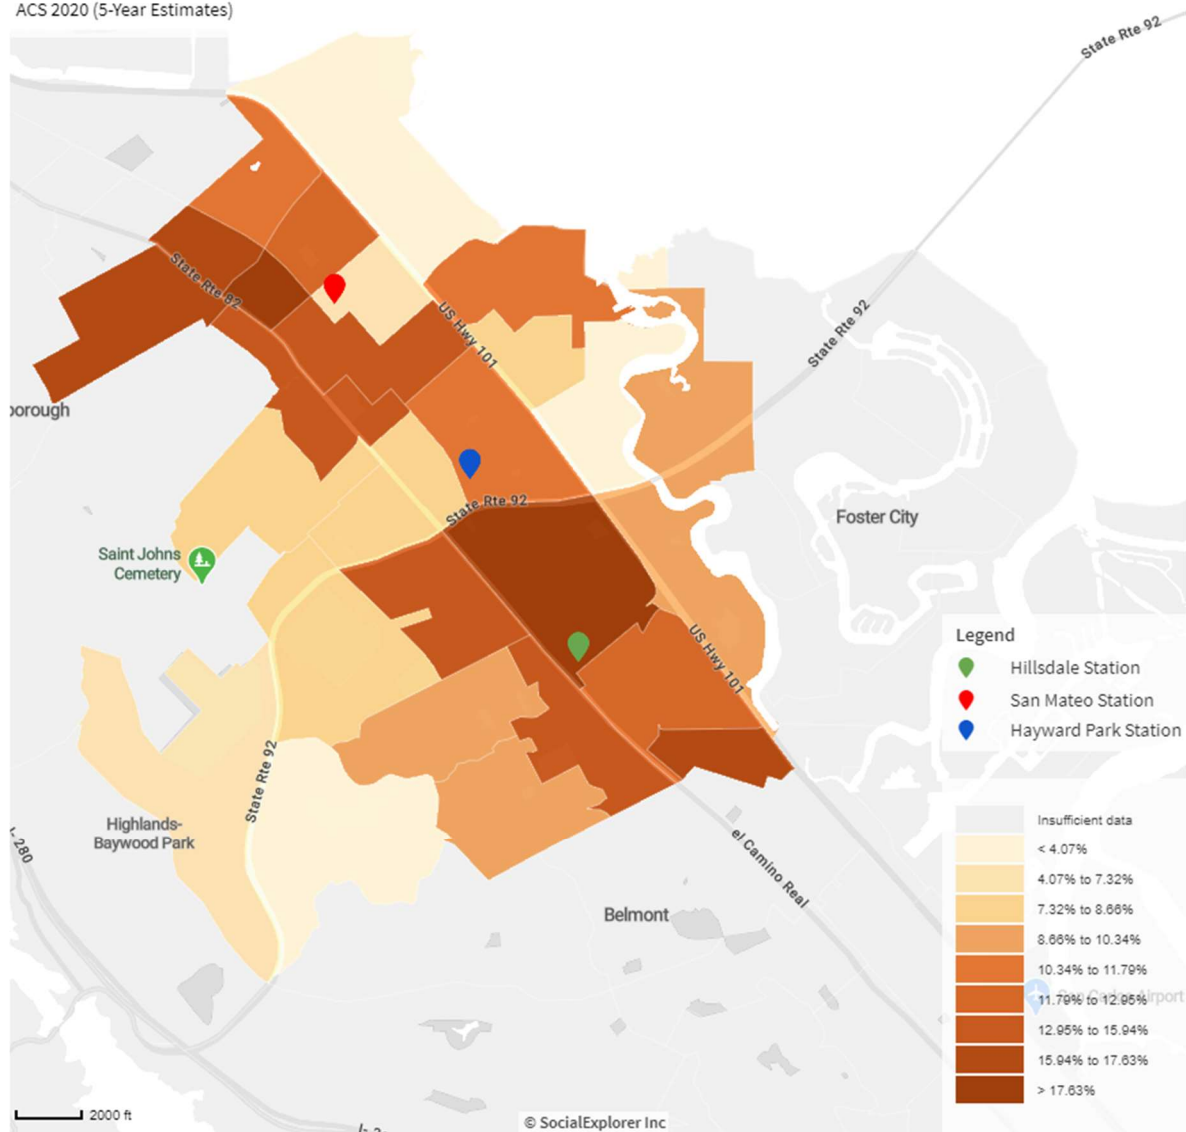 ACS 2020 (5-Year Estimates)
State Rte 92
State Rte 82
US Hwy 101
State Rte 92
borough
State Rte 92
Foster City
Saint Johns
Cemetery
US Hwy 101
Legend
Hillsdale Station
San Mateo Station
Hayward Park Station
State Rte 92
Highlands-
Baywood Park
I- 280
el Camino Real
Belmont
Insufficient data
< 4.07%
4.07% to 7.32%
7.32% to 8.66%
8.66% to 10.34%
10.34% to 11.79%
11.79% to 12.95%
Airport
12.95% to 15.94%
15.94% to 17.63%
> 17.63%
2000 ft
© SocialExplorer Inc